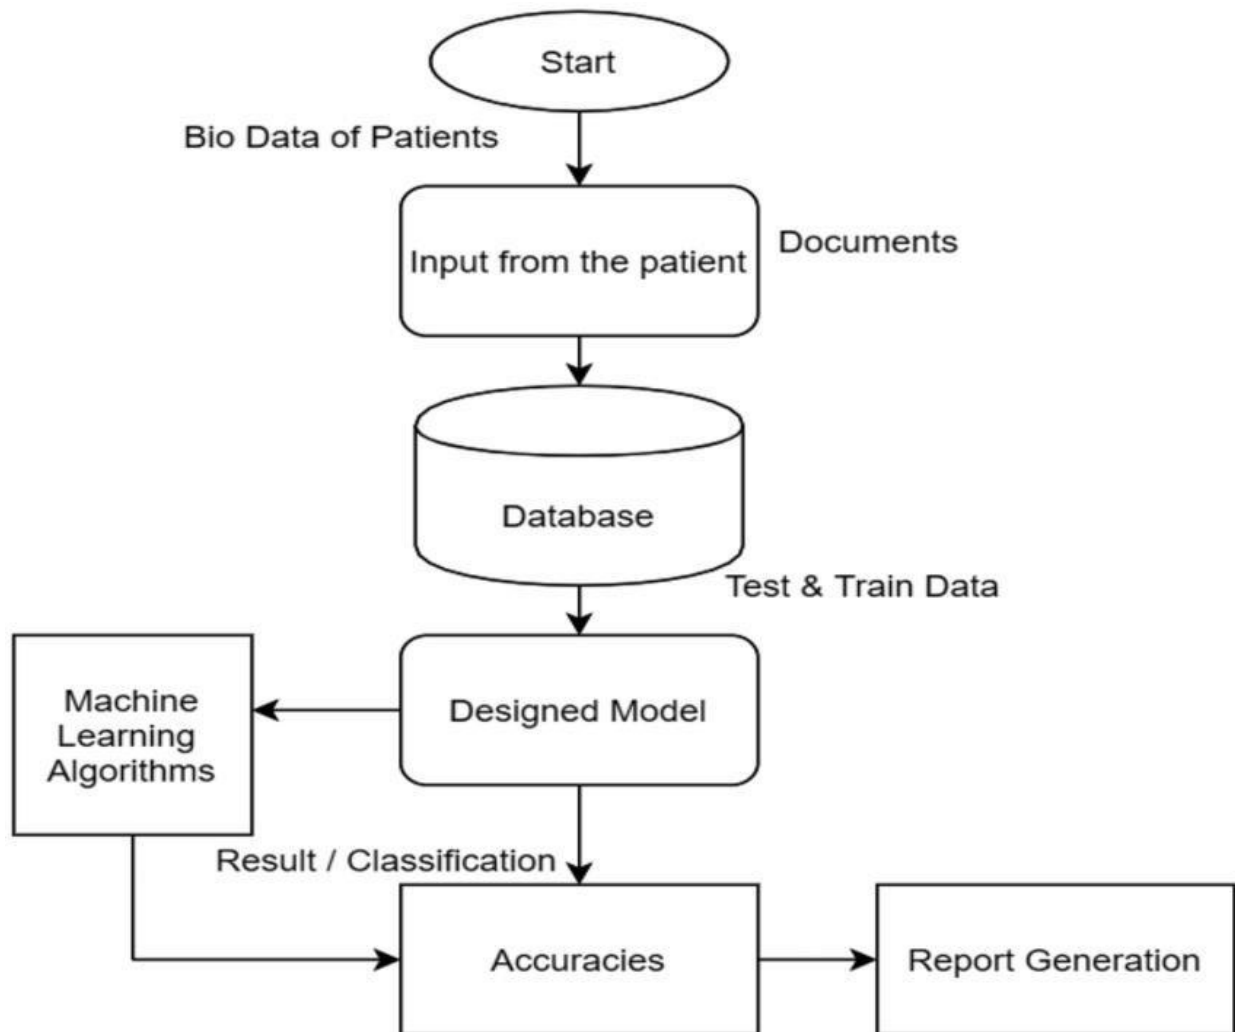 Start
Bio Data of Patients
Input from the patient
Documents
Database
Test & Train Data
Machine
Learning
Algorithms
Designed Model
Result / Classification
Accuracies
Report Generation